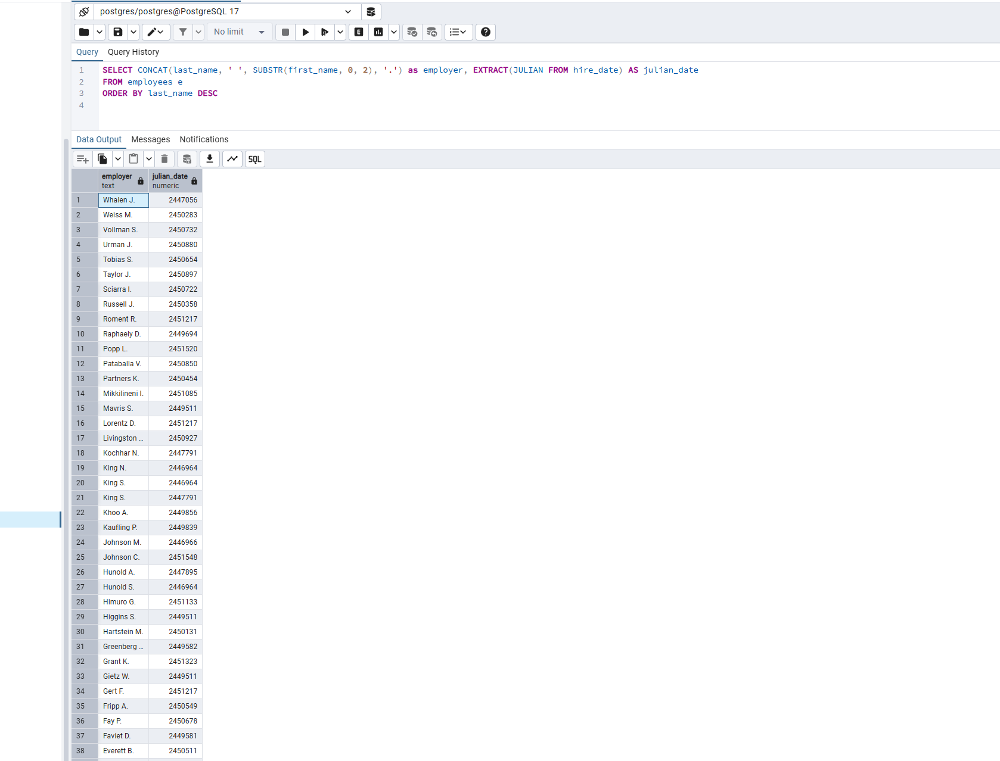 postgres/postgres@PostgreSQL 17
No limit
Query Query History
1 SELECT CONCAT(last_name, ' ', SUBSTR(first_name, 0, 2), '.') as employer, EXTRACT(JULIAN FROM hire_date) AS julian_date
2 FROM employees e
3 ORDER BY last_name DESC
4
Data Output Messages Notifications
SQL
employer julian_date
text numeric
1 Whalen J. 2447056
2 Weiss M. 2450283
3 Vollman S. 2450732
4 Urman J. 2450880
5 Tobias S. 2450654
6 Taylor J. 2450897
7 Sciarra I. 2450722
8 Russell J. 2450358
9 Roment R. 2451217
10 Raphaely D. 2449694
11 Popp L. 2451520
12 Pataballa V. 2450850
13 Partners K. 2450454
14 Mikkilineni I. 2451085
15 Mavris S. 2449511
16 Lorentz D. 2451217
17 Livingston ... 2450927
18 Kochhar N. 2447791
19 King N. 2446964
20 King S. 2446964
21 King S. 2447791
22 Khoo A. 2449856
23 Kaufling P. 2449839
24 Johnson M. 2446966
25 Johnson C. 2451548
26 Hunold A. 2447895
27 Hunold S. 2446964
28 Himuro G. 2451133
29 Higgins S. 2449511
30 Hartstein M. 2450131
31 Greenberg ... 2449582
32 Grant K. 2451323
33 Gietz W. 2449511
34 Gert F. 2451217
35 Fripp A. 2450549
36 Fay P. 2450678
37 Faviet D. 2449581
38 Everett B. 2450511